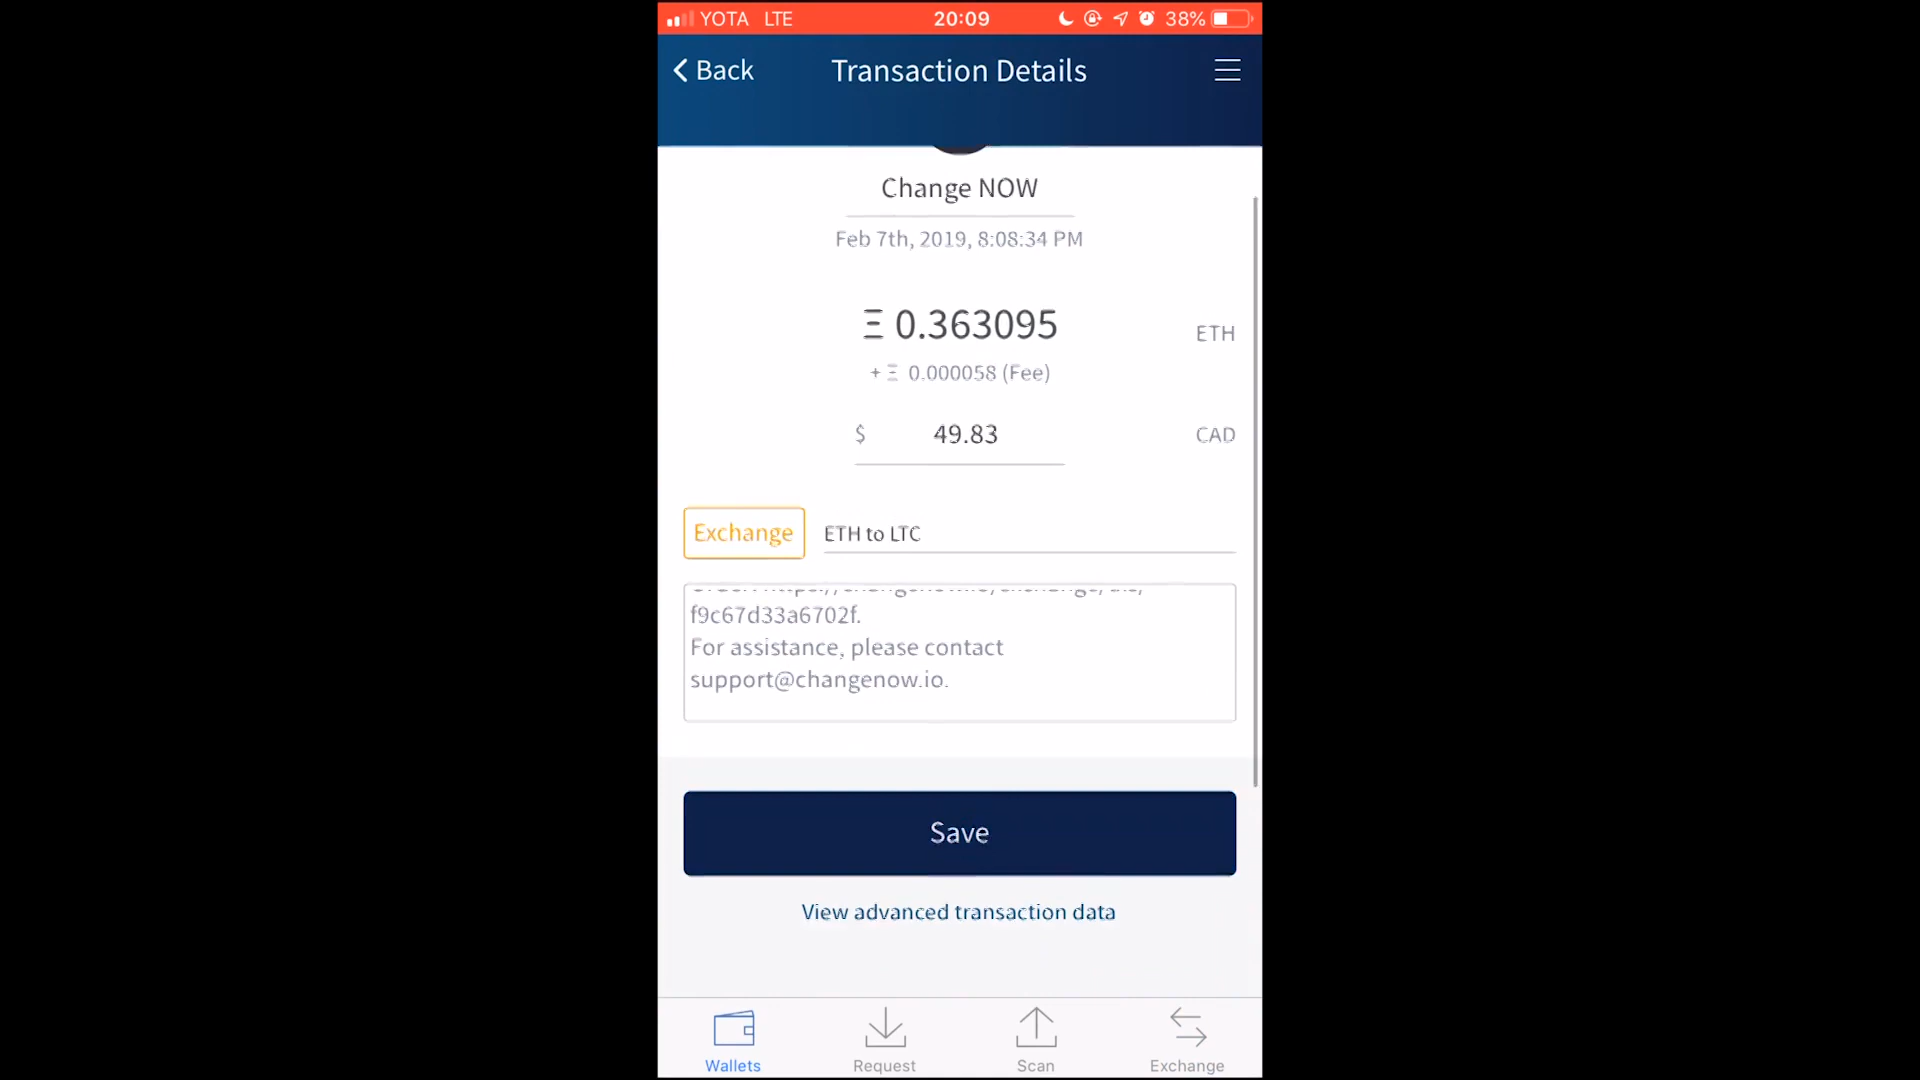 YOTA LTE 20:09 38%
Back Transaction Details
Change NOW
Feb 7th, 2019, 8:08:34 PM
Ξ 0.363095 ETH
+ Ξ 0.000058 (Fee)
$ 49.83 CAD
Exchange ETH to LTC
f9c67d33a6702f.
For assistance, please contact
support@changenow.io.
Save
View advanced transaction data
Wallets Request Scan Exchange